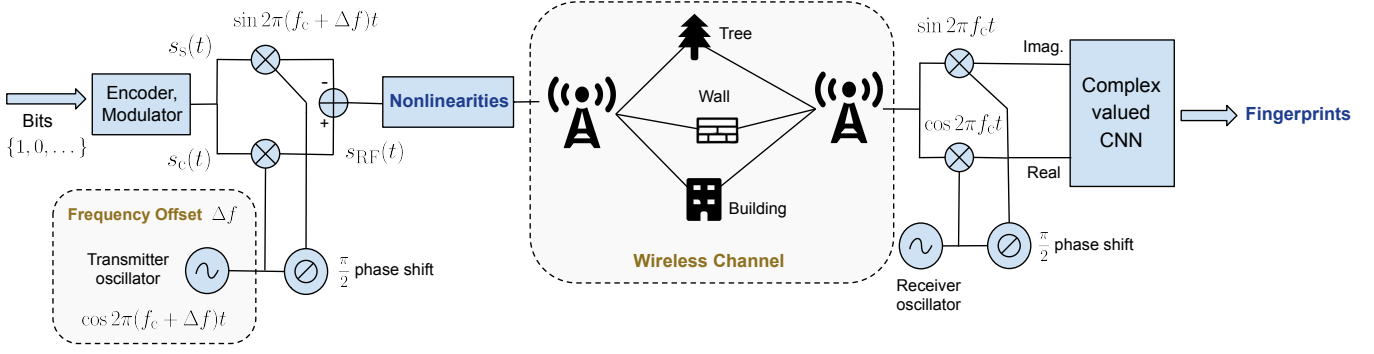 Bits
{1, 0, . . . }
Encoder,
Modulator
s_s(t)
s_c(t)
sin 2π(f_c + Δf)t
-
+
s_RF(t)
Frequency Offset Δf
Transmitter
oscillator
cos 2π(f_c + Δf)t
π/2 phase shift
Nonlinearities
Tree
Wall
Building
Wireless Channel
sin 2πf_c t
cos 2πf_c t
Imag.
Real
Receiver
oscillator
π/2 phase shift
Complex
valued
CNN
Fingerprints